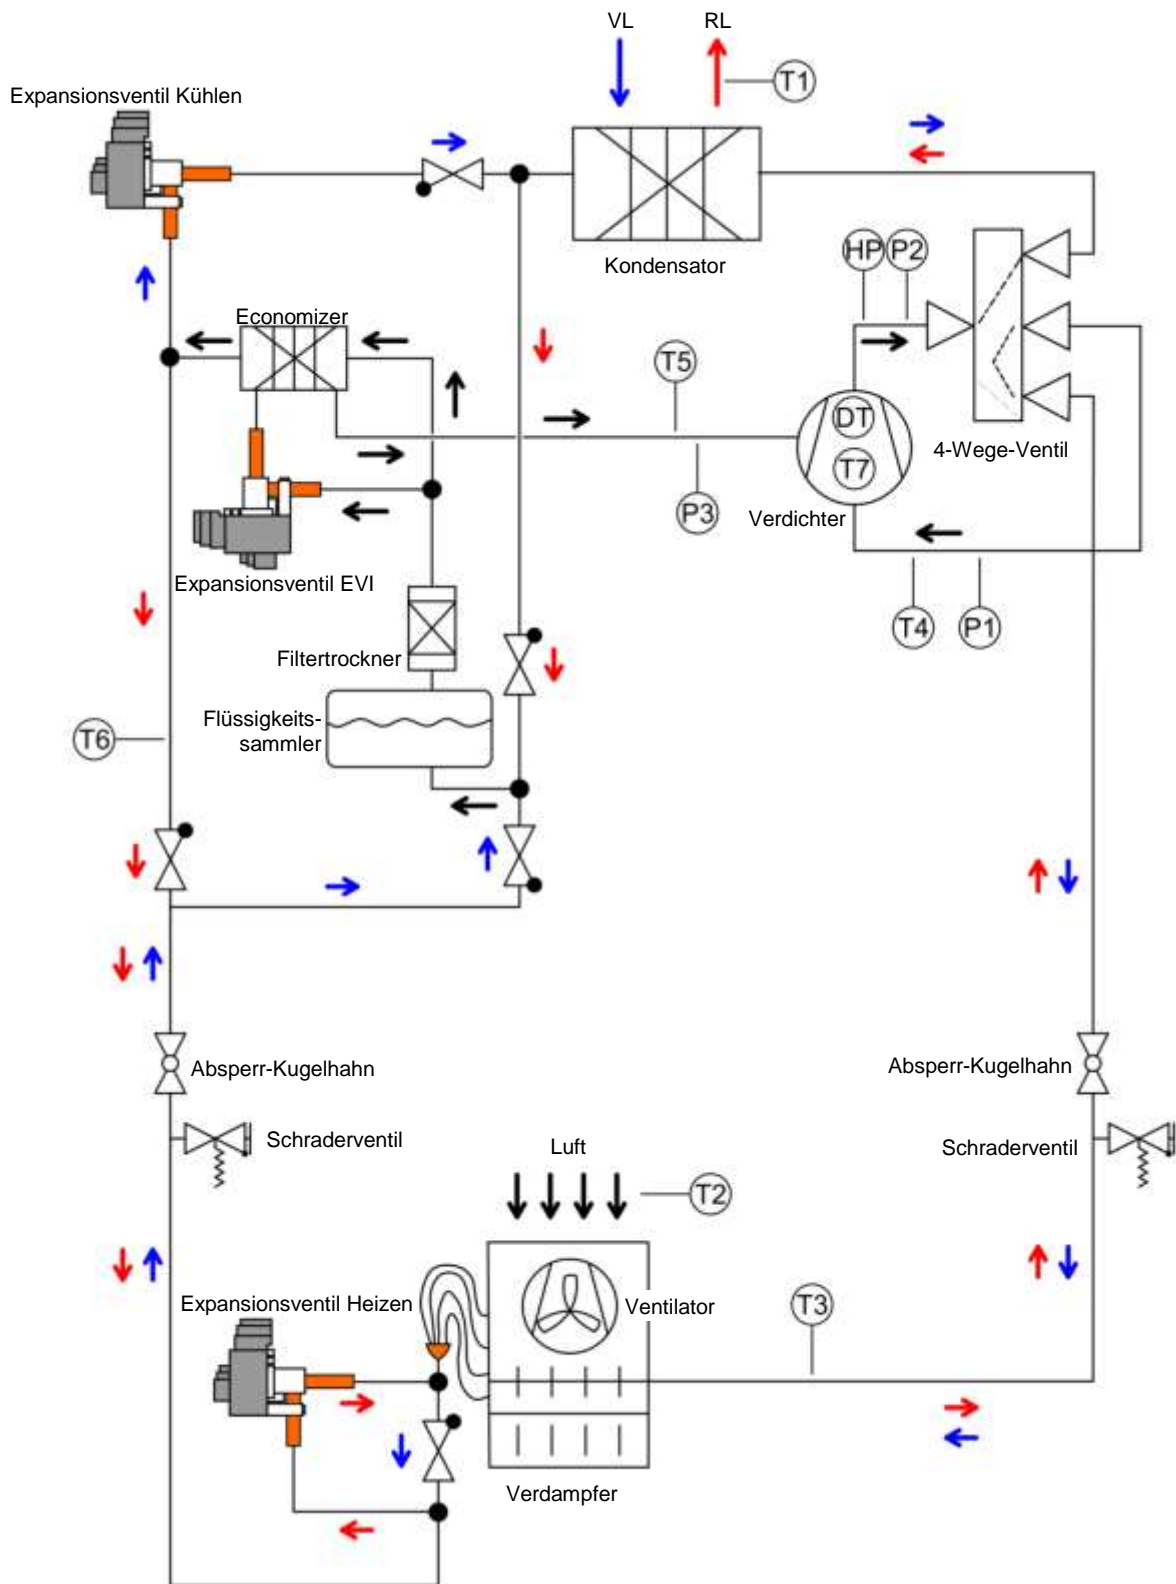 VL
RL
T1
Expansionsventil Kühlen
Kondensator
HP
P2
Economizer
T5
DT
T7
4-Wege-Ventil
P3
Verdichter
Expansionsventil EVI
T4
P1
Filtertrockner
Flüssigkeits-
sammler
T6
Absperr-Kugelhahn
Absperr-Kugelhahn
Schraderventil
Luft
Schraderventil
T2
Expansionsventil Heizen
Ventilator
T3
Verdampfer